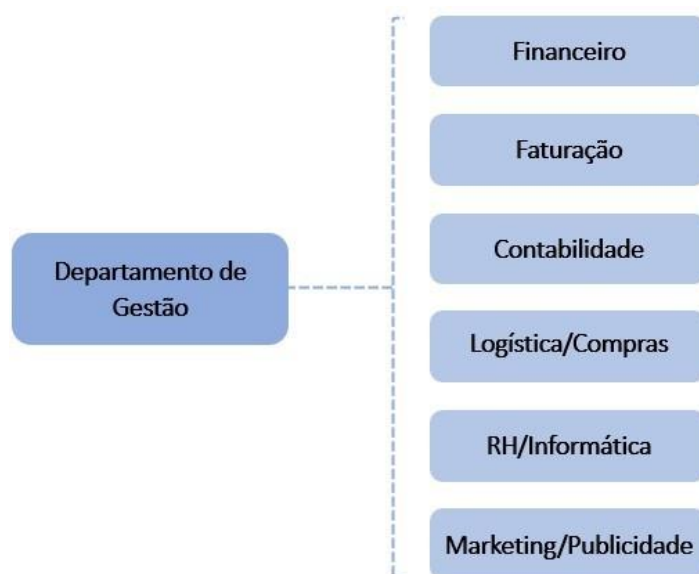 Financeiro
Faturação
Contabilidade
Departamento de
Gestão
Logística/Compras
RH/Informática
Marketing/Publicidade